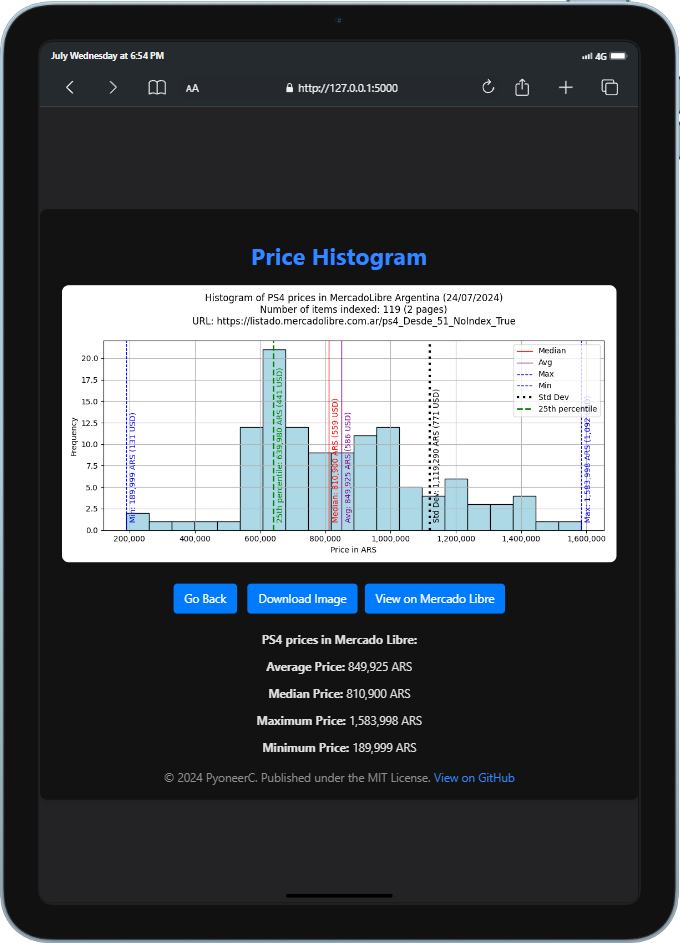 July Wednesday at 6:54 PM
4G
AA
http://127.0.0.1:5000
Price Histogram
Histogram of PS4 prices in MercadoLibre Argentina (24/07/2024)
Number of items indexed: 119 (2 pages)
URL: https://listado.mercadolibre.com.ar/ps4_Desde_51_NoIndex_True
Frequency
20.0
17.5
15.0
12.5
10.0
7.5
5.0
2.5
0.0
Min: 189,999 ARS (131 USD)
25th percentile: 639,900 ARS (441 USD)
Median: 810,900 ARS (559 USD)
Avg: 849,925 ARS (586 USD)
Std Dev: 1,119,290 ARS (771 USD)
Max: 1,583,998 ARS (1,092
Median
Avg
Max
Min
Std Dev
25th percentile
200,000 400,000 600,000 800,000 1,000,000 1,200,000 1,400,000 1,600,000
Price in ARS
Go Back Download Image View on Mercado Libre
PS4 prices in Mercado Libre:
Average Price: 849,925 ARS
Median Price: 810,900 ARS
Maximum Price: 1,583,998 ARS
Minimum Price: 189,999 ARS
© 2024 PyoneerC. Published under the MIT License. View on GitHub